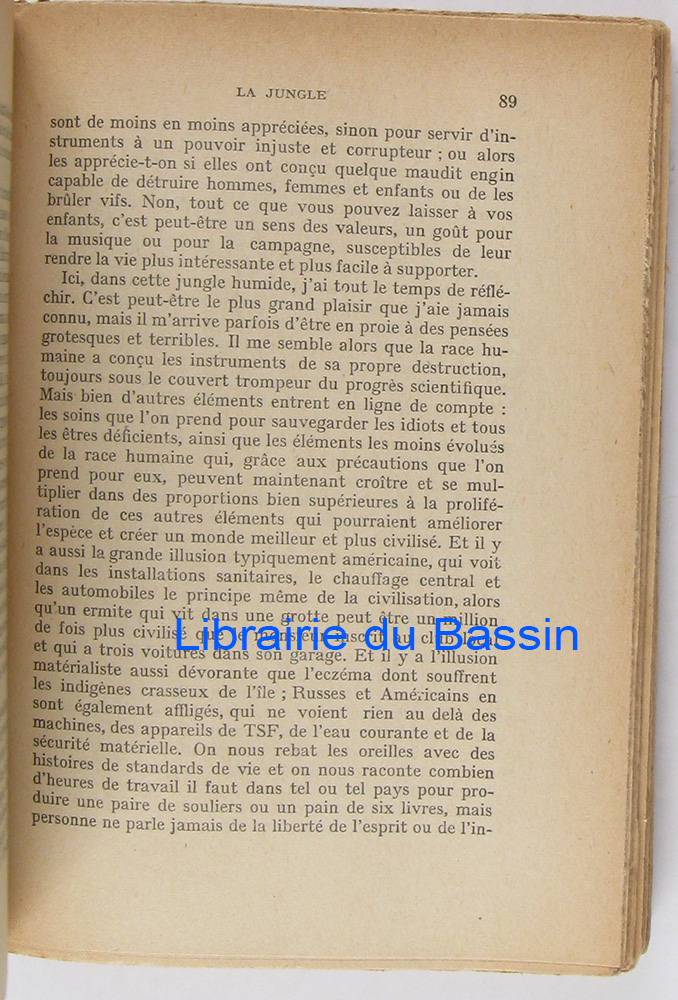 LA JUNGLE
89
sont de moins en moins appréciées, sinon pour servir d'in-
struments à un pouvoir injuste et corrupteur ; ou alors
les apprécie-t-on si elles ont conçu quelque maudit engin
capable de détruire hommes, femmes et enfants ou de les
brûler vifs. Non, tout ce que vous pouvez laisser à vos
enfants, c'est peut-être un sens des valeurs, un goût pour
la musique ou pour la campagne, susceptibles de leur
rendre la vie plus intéressante et plus facile à supporter.
Ici, dans cette jungle humide, j'ai tout le temps de réflé-
chir. C'est peut-être le plus grand plaisir que j'aie jamais
connu, mais il m'arrive parfois d'être en proie à des pensées
grotesques et terribles. Il me semble alors que la race hu-
maine a conçu les instruments de sa propre destruction,
toujours sous le couvert trompeur du progrès scientifique.
Mais bien d'autres éléments entrent en ligne de compte :
les soins que l'on prend pour sauvegarder les idiots et tous
les êtres déficients, ainsi que les éléments les moins évolués
de la race humaine qui, grâce aux précautions que l'on
prend pour eux, peuvent maintenant croître et se mul-
tiplier dans des proportions bien supérieures à la prolifé-
ration de ces autres éléments qui pourraient améliorer
l'espèce et créer un monde meilleur et plus civilisé. Et il y
a aussi la grande illusion typiquement américaine, qui voit
dans les installations sanitaires, le chauffage central et
les automobiles le principe même de la civilisation, alors
qu'un ermite qui vit dans une grotte peut être un million
de fois plus civilisé que le monsieur inscrit au club local
Librairie du Bassin
et qui a trois voitures dans son garage. Et il y a l'illusion
matérialiste aussi dévorante que l'eczéma dont souffrent
les indigènes crasseux de l'île ; Russes et Américains en
sont également affligés, qui ne voient rien au delà des
machines, des appareils de TSF, de l'eau courante et de la
sécurité matérielle. On nous rebat les oreilles avec des
histoires de standards de vie et on nous raconte combien
d'heures de travail il faut dans tel ou tel pays pour pro-
duire une paire de souliers ou un pain de six livres, mais
personne ne parle jamais de la liberté de l'esprit ou de l'in-